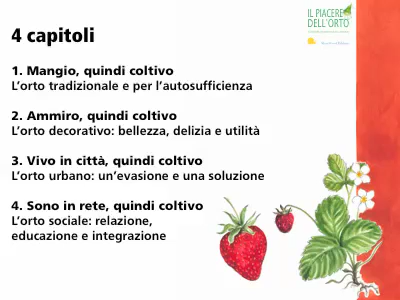 IL PIACERE
DELL'ORTO
4 capitoli
1. Mangio, quindi coltivo
L'orto tradizionale e per l'autosufficienza
2. Ammiro, quindi coltivo
L'orto decorativo: bellezza, delizia e utilità
3. Vivo in città, quindi coltivo
L'orto urbano: un'evasione e una soluzione
4. Sono in rete, quindi coltivo
L'orto sociale: relazione,
educazione e integrazione